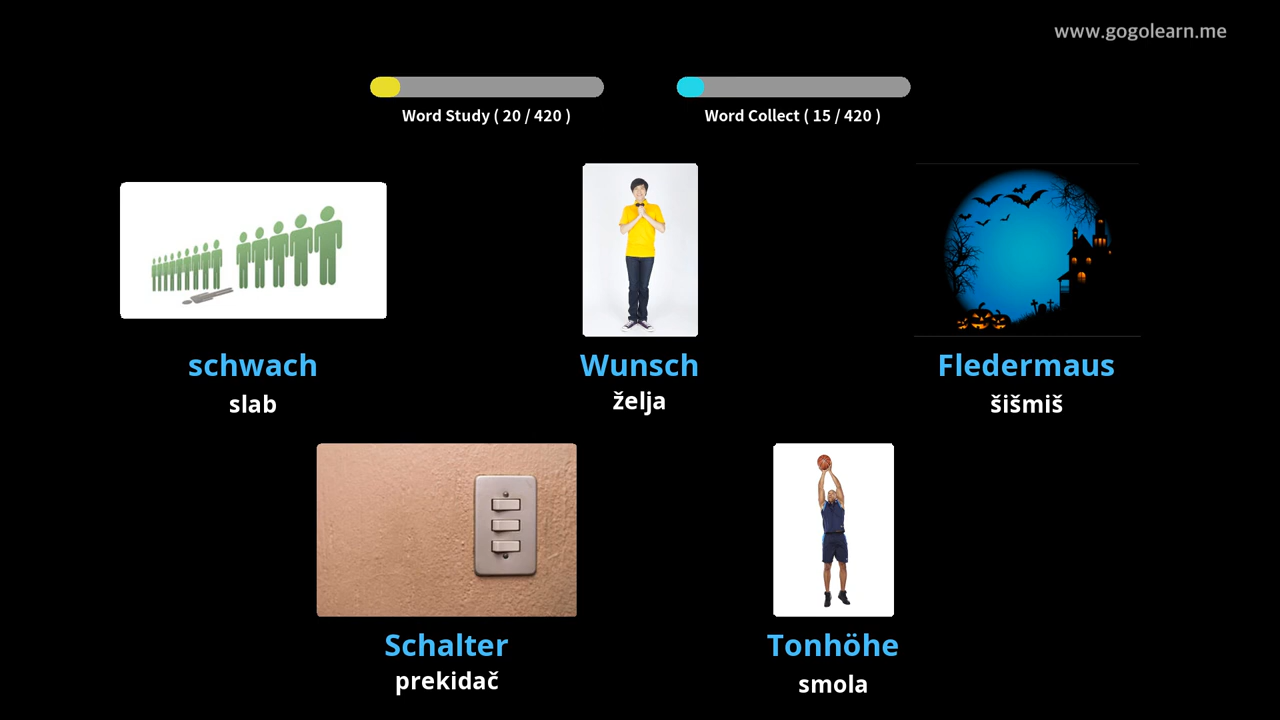 www.gogolearn.me
Word Study ( 20 / 420 )
Word Collect ( 15 / 420 )
schwach
slab
Wunsch
želja
Fledermaus
šišmiš
Schalter
prekidač
Tonhöhe
smola